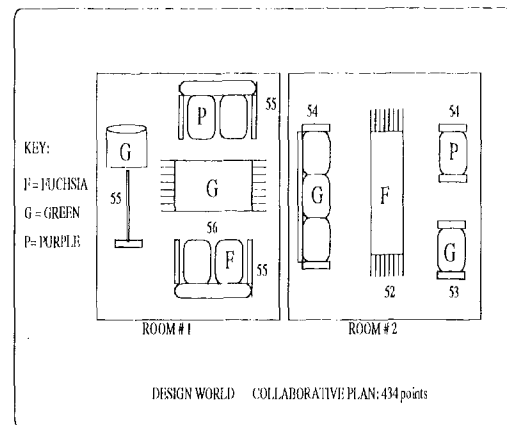 55
P
55
54
54
KEY:
G
P
F= FUCHSIA
55
G
G
F
G = GREEN
P= PURPLE
56
F
55
G
52
53
ROOM # 1
ROOM # 2
DESIGN WORLD COLLABORATIVE PLAN: 434 points